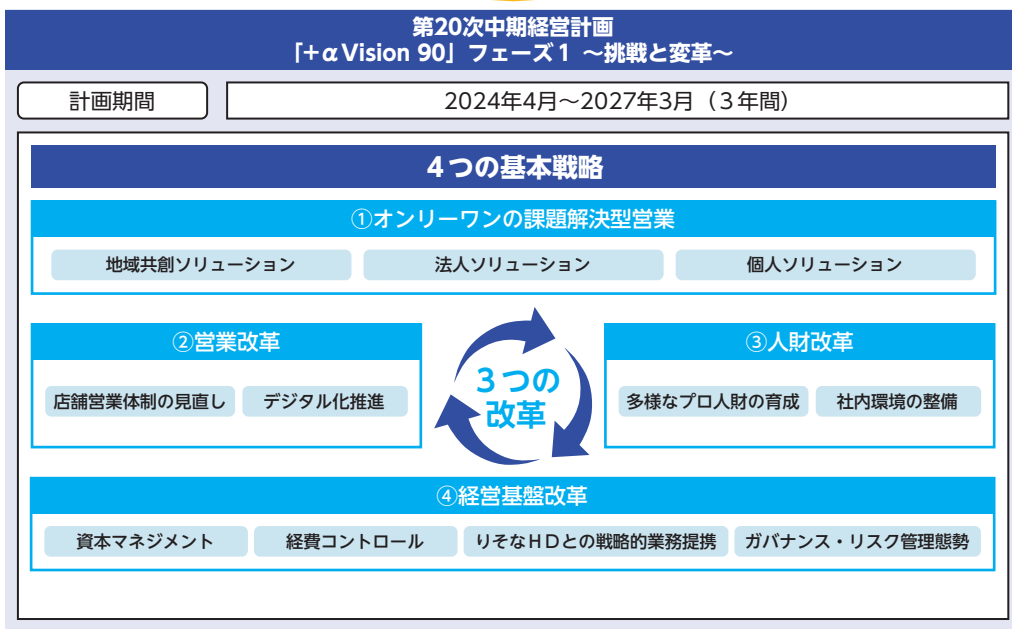 第20次中期経営計画
「+α Vision 90」フェーズ1 ～挑戦と変革～
計画期間
2024年4月～2027年3月（3年間）
4つの基本戦略
①オンリーワンの課題解決型営業
地域共創ソリューション
法人ソリューション
個人ソリューション
②営業改革
店舗営業体制の見直し
デジタル化推進
3つの
改革
③人財改革
多様なプロ人財の育成
社内環境の整備
④経営基盤改革
資本マネジメント
経費コントロール
りそなHDとの戦略的業務提携
ガバナンス・リスク管理態勢